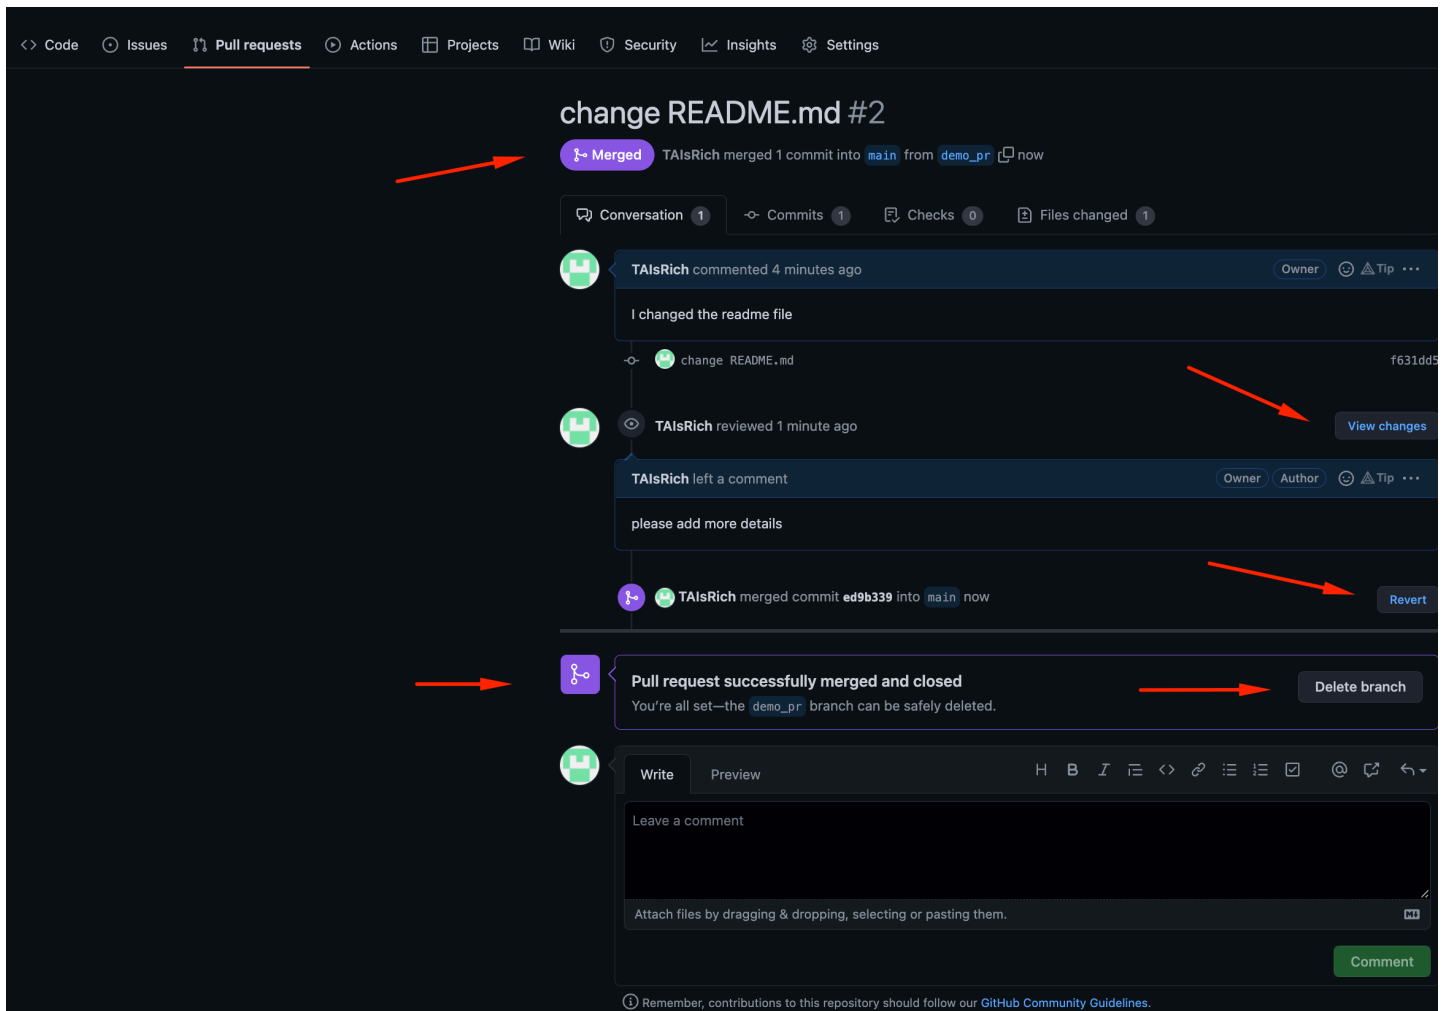 Code Issues Pull requests Actions Projects Wiki Security Insights Settings
change README.md #2
Merged TAIsRich merged 1 commit into main from demo_pr now
Conversation 1 Commits 1 Checks 0 Files changed 1
TAIsRich commented 4 minutes ago Owner Tip
I changed the readme file
change README.md f631dd5
TAIsRich reviewed 1 minute ago View changes
TAIsRich left a comment Owner Author Tip
please add more details
TAIsRich merged commit ed9b339 into main now Revert
Pull request successfully merged and closed
You're all set—the demo_pr branch can be safely deleted. Delete branch
Write Preview
Leave a comment
Attach files by dragging & dropping, selecting or pasting them.
Comment
Remember, contributions to this repository should follow our GitHub Community Guidelines.